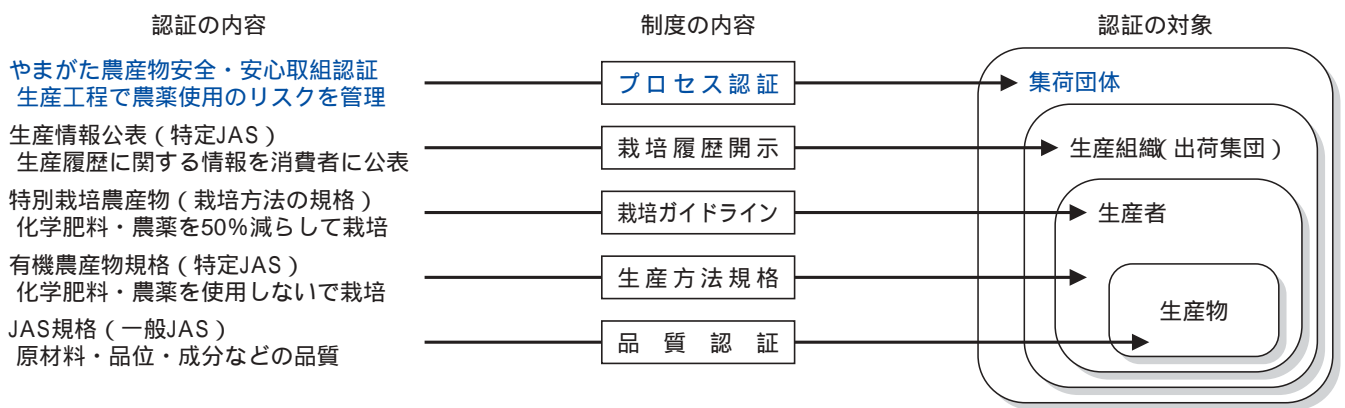 認証の内容 制度の内容 認証の対象
やまがた農産物安全・安心取組認証
生産工程で農薬使用のリスクを管理
プロセス認証
集荷団体
生産情報公表(特定JAS)
生産履歴に関する情報を消費者に公表
栽培履歴開示
生産組織(出荷集団)
特別栽培農産物(栽培方法の規格)
化学肥料・農薬を50%減らして栽培
栽培ガイドライン
生産者
有機農産物規格(特定JAS)
化学肥料・農薬を使用しないで栽培
生産方法規格
生産物
JAS規格(一般JAS)
原材料・品位・成分などの品質
品質認証